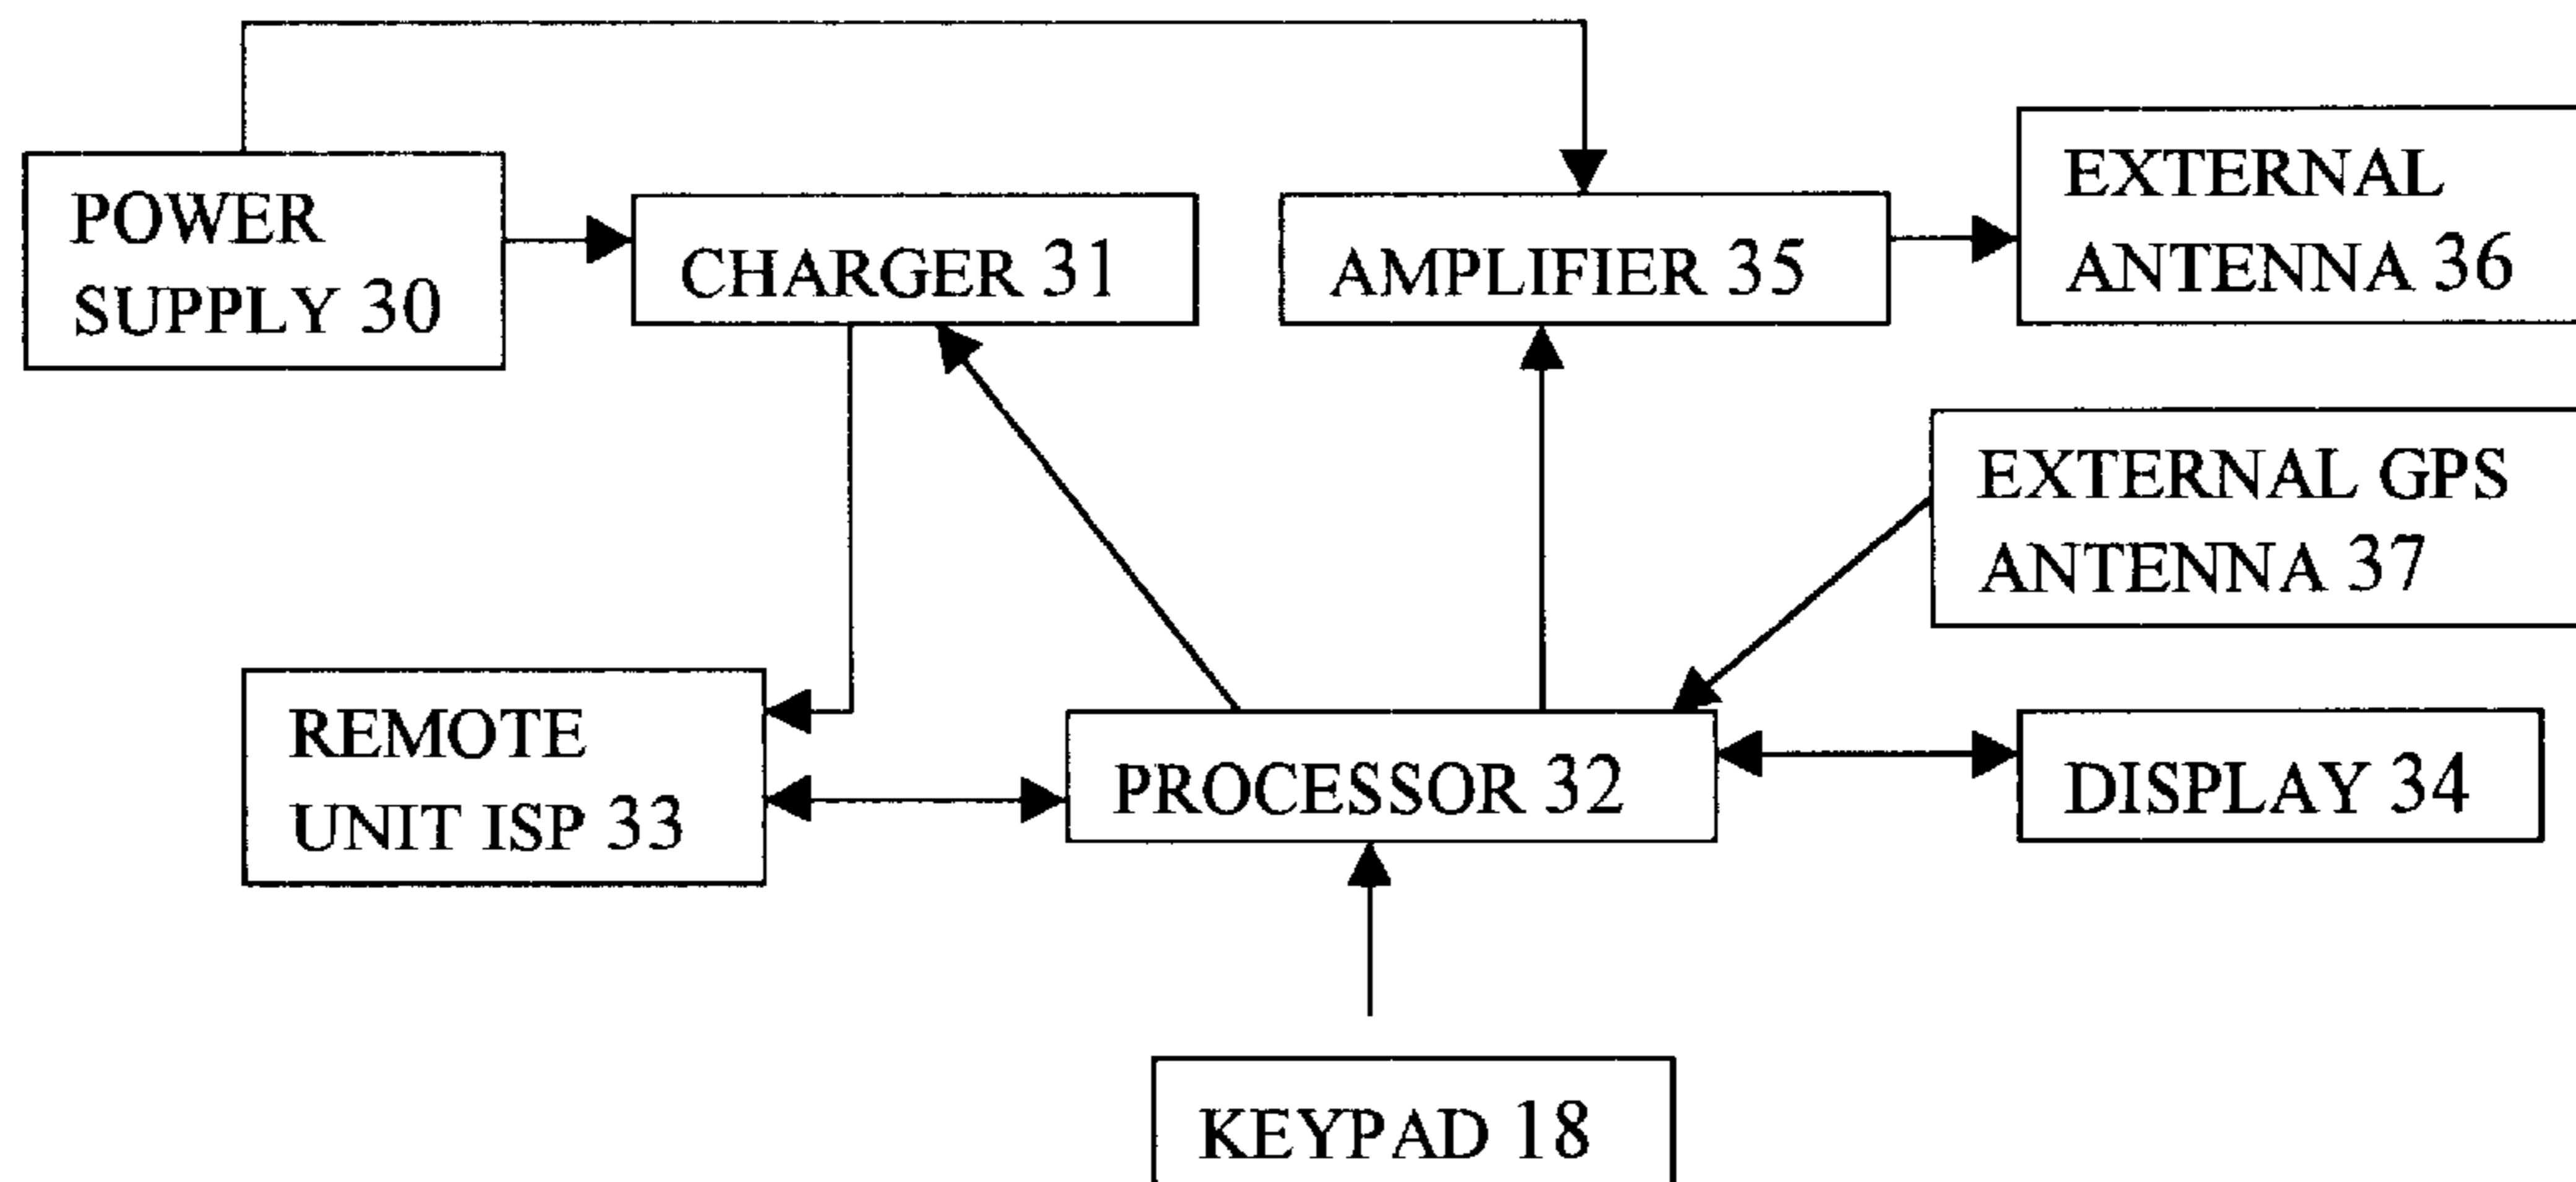 POWER
SUPPLY 30
CHARGER 31
AMPLIFIER 35
EXTERNAL
ANTENNA 36
EXTERNAL GPS
ANTENNA 37
REMOTE
UNIT ISP 33
PROCESSOR 32
DISPLAY 34
KEYPAD 18